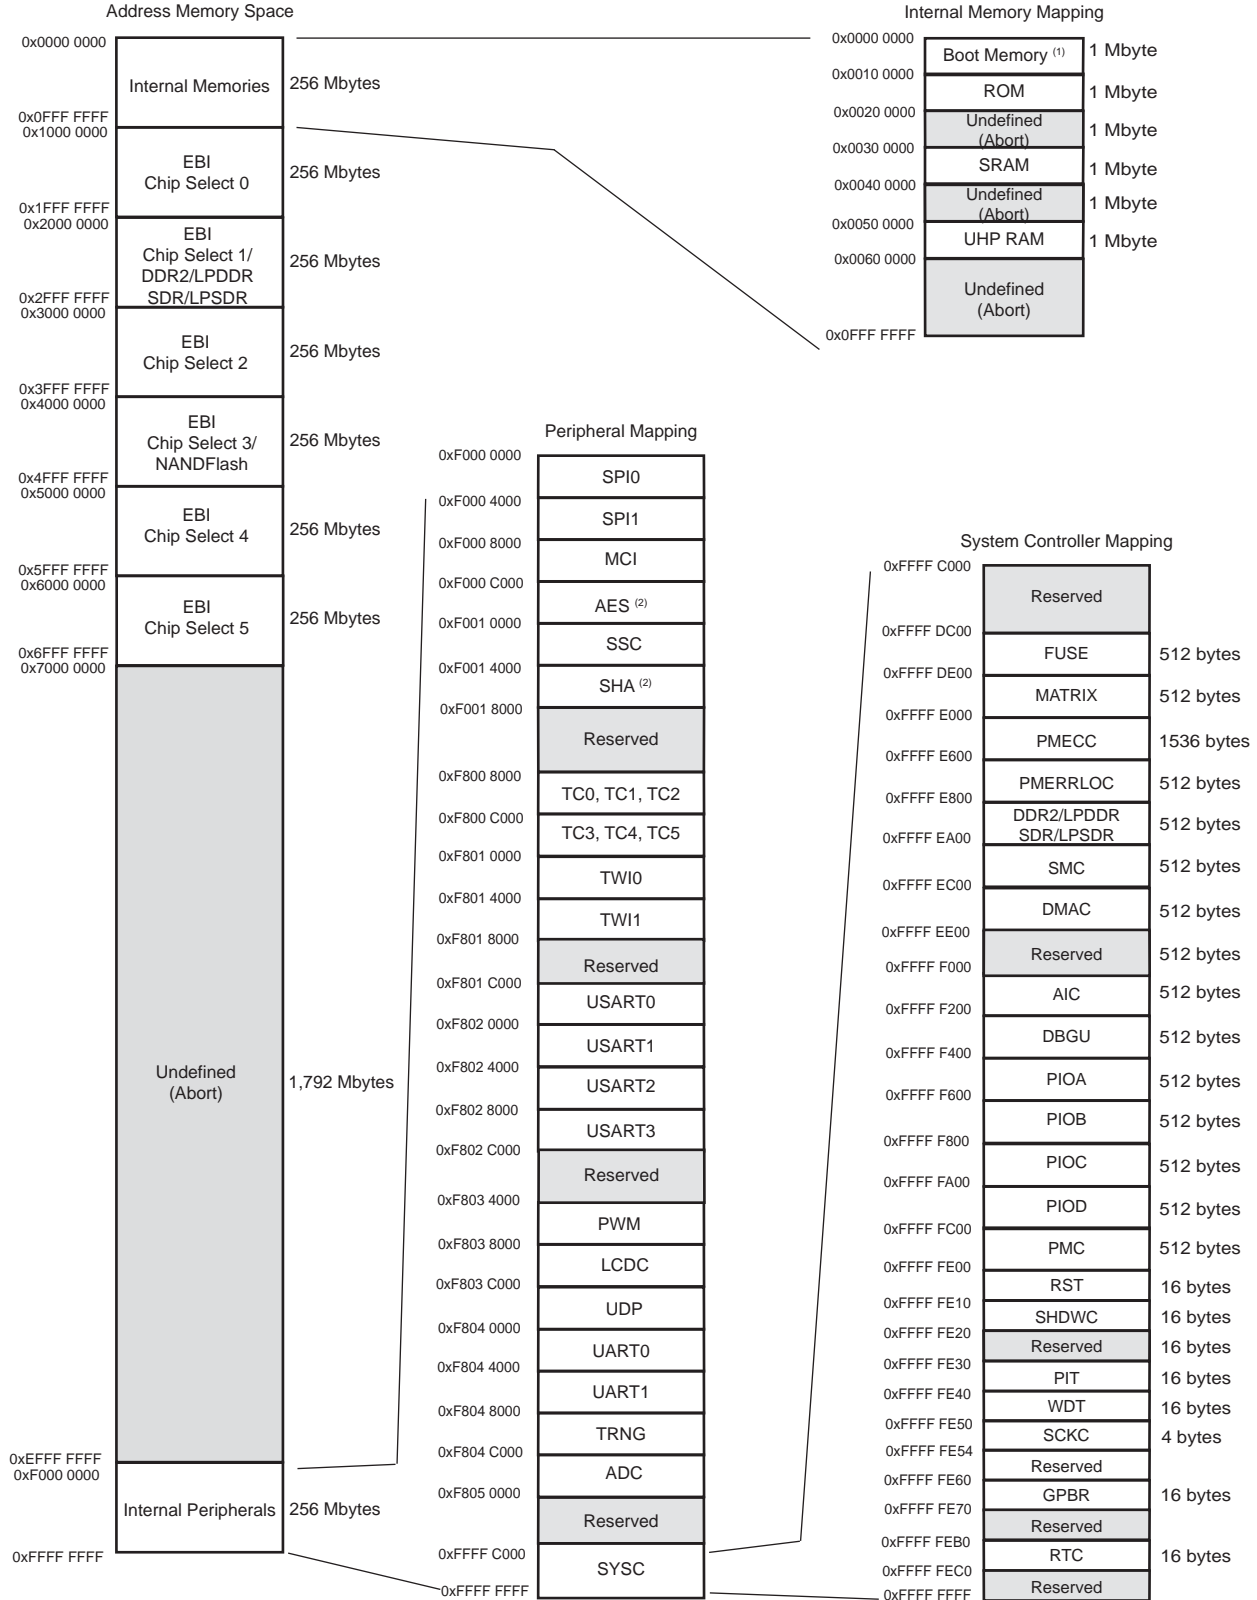 Address Memory Space
0x0000 0000
Internal Memories
256 Mbytes
0x0FFF FFFF
0x1000 0000
EBI
Chip Select 0
256 Mbytes
0x1FFF FFFF
0x2000 0000
EBI
Chip Select 1/
DDR2/LPDDR
SDR/LPSDR
256 Mbytes
0x2FFF FFFF
0x3000 0000
EBI
Chip Select 2
256 Mbytes
0x3FFF FFFF
0x4000 0000
EBI
Chip Select 3/
NANDFlash
256 Mbytes
0x4FFF FFFF
0x5000 0000
EBI
Chip Select 4
256 Mbytes
0x5FFF FFFF
0x6000 0000
EBI
Chip Select 5
256 Mbytes
0x6FFF FFFF
0x7000 0000
Undefined
(Abort)
1,792 Mbytes
0xEFFF FFFF
0xF000 0000
Internal Peripherals
256 Mbytes
0xFFFF FFFF
Internal Memory Mapping
0x0000 0000
Boot Memory (1)
1 Mbyte
0x0010 0000
ROM
1 Mbyte
0x0020 0000
Undefined
(Abort)
1 Mbyte
0x0030 0000
SRAM
1 Mbyte
0x0040 0000
Undefined
(Abort)
1 Mbyte
0x0050 0000
UHP RAM
1 Mbyte
0x0060 0000
Undefined
(Abort)
0x0FFF FFFF
Peripheral Mapping
0xF000 0000
SPI0
0xF000 4000
SPI1
0xF000 8000
MCI
0xF000 C000
AES (2)
0xF001 0000
SSC
0xF001 4000
SHA (2)
0xF001 8000
Reserved
0xF800 8000
TC0, TC1, TC2
0xF800 C000
TC3, TC4, TC5
0xF801 0000
TWI0
0xF801 4000
TWI1
0xF801 8000
Reserved
0xF801 C000
USART0
0xF802 0000
USART1
0xF802 4000
USART2
0xF802 8000
USART3
0xF802 C000
Reserved
0xF803 4000
PWM
0xF803 8000
LCDC
0xF803 C000
UDP
0xF804 0000
UART0
0xF804 4000
UART1
0xF804 8000
TRNG
0xF804 C000
ADC
0xF805 0000
Reserved
0xFFFF C000
SYSC
0xFFFF FFFF
System Controller Mapping
0xFFFF C000
Reserved
0xFFFF DC00
FUSE
512 bytes
0xFFFF DE00
MATRIX
512 bytes
0xFFFF E000
PMECC
1536 bytes
0xFFFF E600
PMERRLOC
512 bytes
0xFFFF E800
DDR2/LPDDR
SDR/LPSDR
512 bytes
0xFFFF EA00
SMC
512 bytes
0xFFFF EC00
DMAC
512 bytes
0xFFFF EE00
Reserved
512 bytes
0xFFFF F000
AIC
512 bytes
0xFFFF F200
DBGU
512 bytes
0xFFFF F400
PIOA
512 bytes
0xFFFF F600
PIOB
512 bytes
0xFFFF F800
PIOC
512 bytes
0xFFFF FA00
PIOD
512 bytes
0xFFFF FC00
PMC
512 bytes
0xFFFF FE00
RST
16 bytes
0xFFFF FE10
SHDWC
16 bytes
0xFFFF FE20
Reserved
16 bytes
0xFFFF FE30
PIT
16 bytes
0xFFFF FE40
WDT
16 bytes
0xFFFF FE50
SCKC
4 bytes
0xFFFF FE54
Reserved
0xFFFF FE60
GPBR
16 bytes
0xFFFF FE70
Reserved
0xFFFF FEB0
RTC
16 bytes
0xFFFF FEC0
Reserved
0xFFFF FFFF